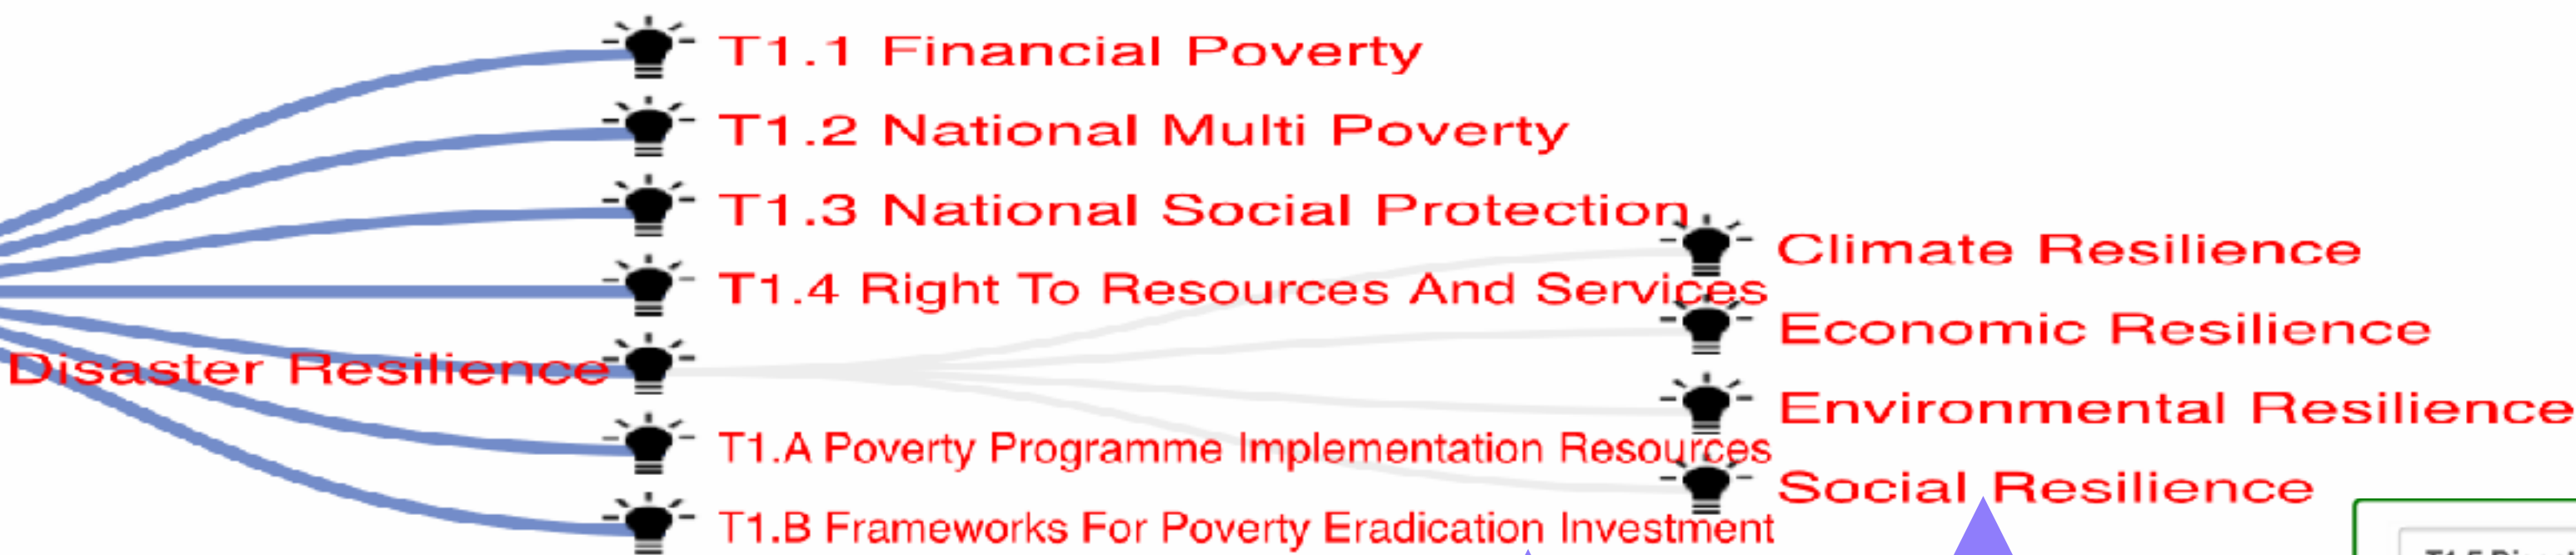 T1.1 Financial Poverty
T1.2 National Multi Poverty
T1.3 National Social Protection
Climate Resilience
T1.4 Right To Resources And Services
Economic Resilience
Disaster Resilience
Environmental Resilience
T1.A Poverty Programme Implementation Resources
Social Resilience
T1.B Frameworks For Poverty Eradication Investment